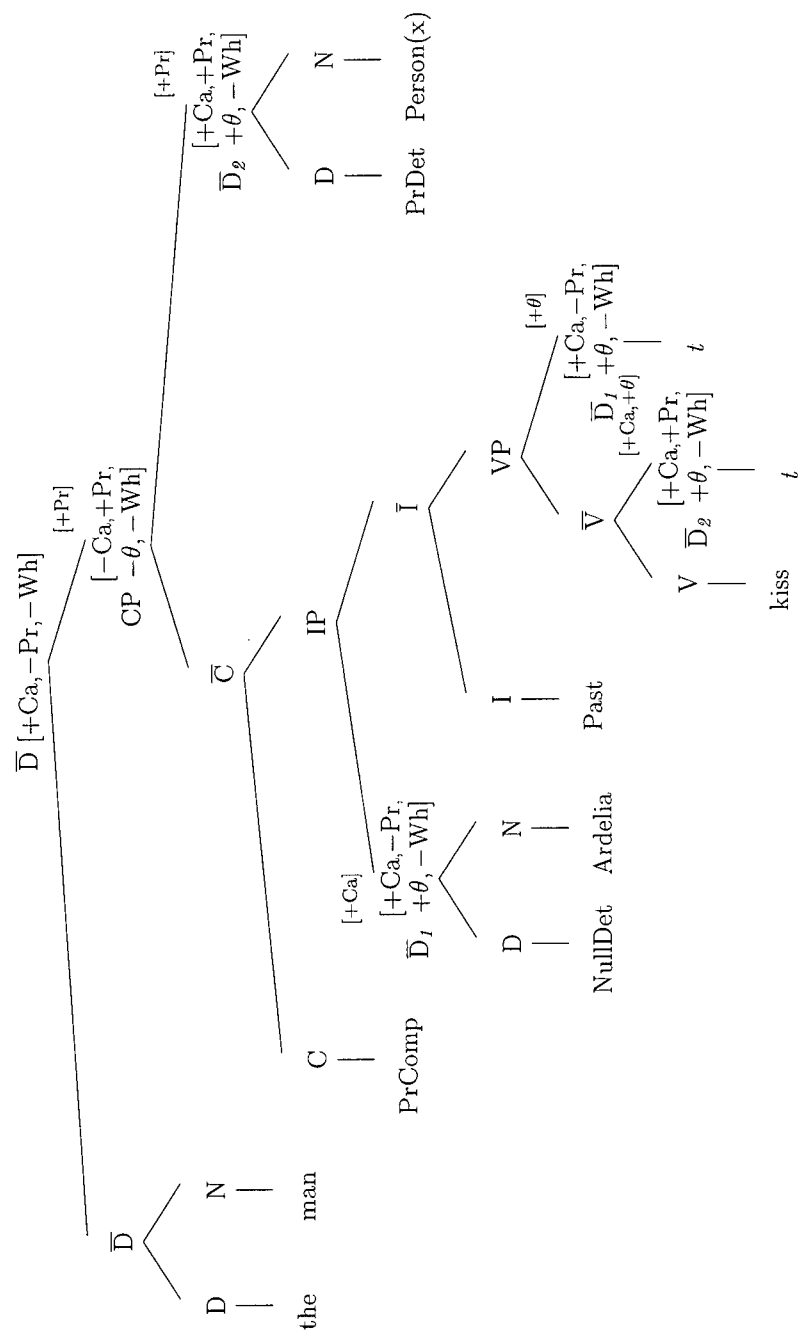 D̿ [+Ca,−Pr,−Wh]
[+Pr]
[−Ca,+Pr,
CP −θ,−Wh]
[+Pr]
[+Ca,+Pr,
D̿₂ +θ,−Wh]
D̿
C̅
D N
PrDet Person(x)
D N
the man
C
PrComp
IP
[+Ca]
[+Ca,−Pr,
D̿₁ +θ,−Wh]
I̅
D N
NullDet Ardelia
I
Past
VP
V̅
[+θ]
[+Ca,−Pr,
D̿₁ +θ,−Wh]
t
V
kiss
[+Ca,+θ]
[+Ca,+Pr,
D̿₂ +θ,−Wh]
t